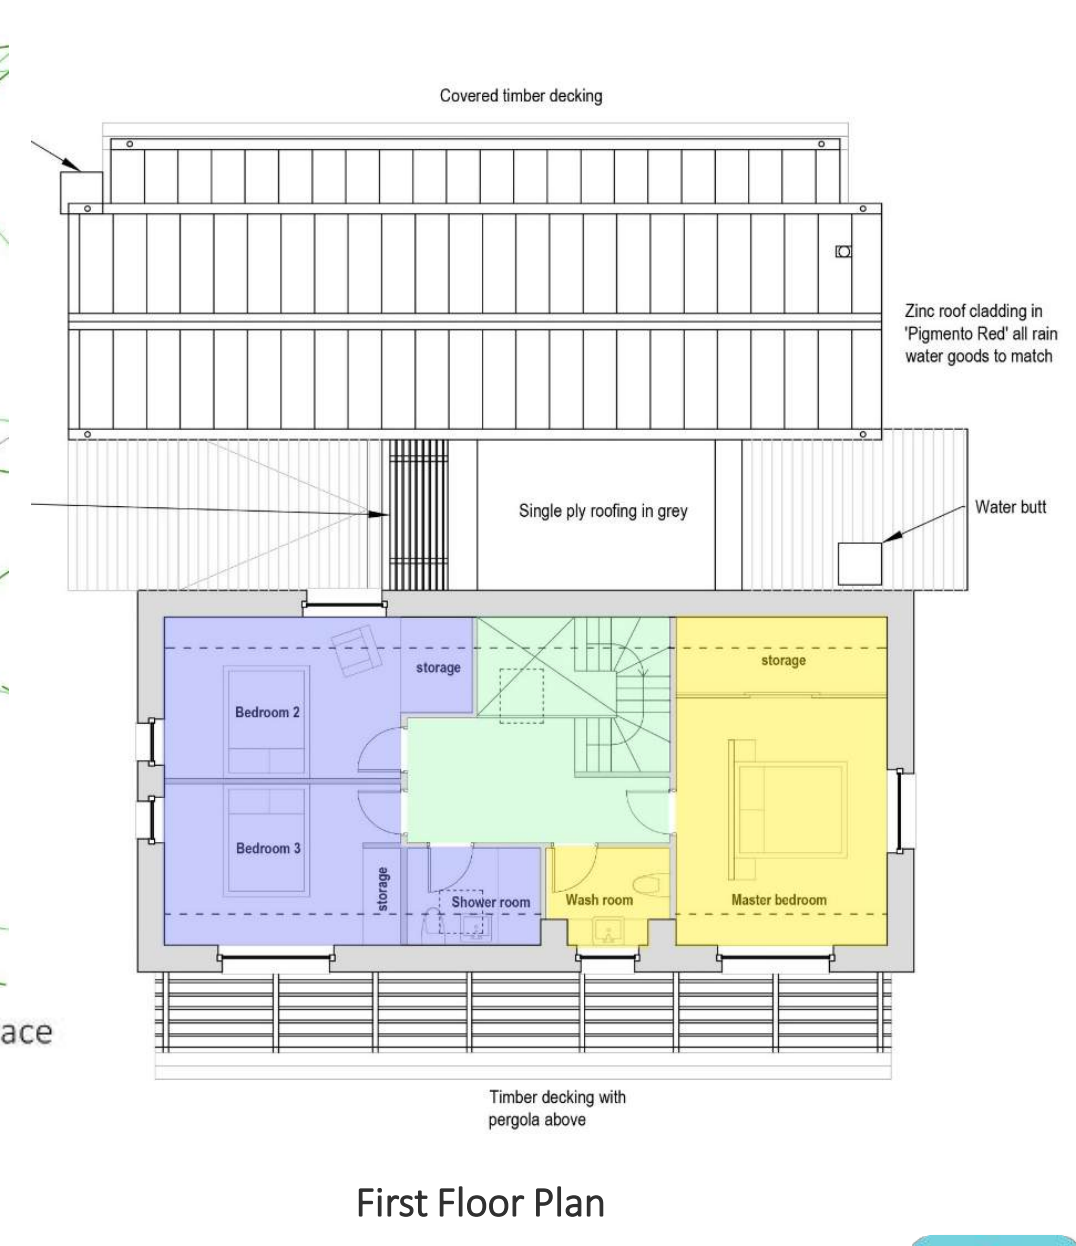 Covered timber decking
Zinc roof cladding in
'Pigmento Red' all rain
water goods to match
Single ply roofing in grey
Water butt
storage
storage
Bedroom 2
Bedroom 3
storage
Shower room
Wash room
Master bedroom
ace
Timber decking with
pergola above
First Floor Plan